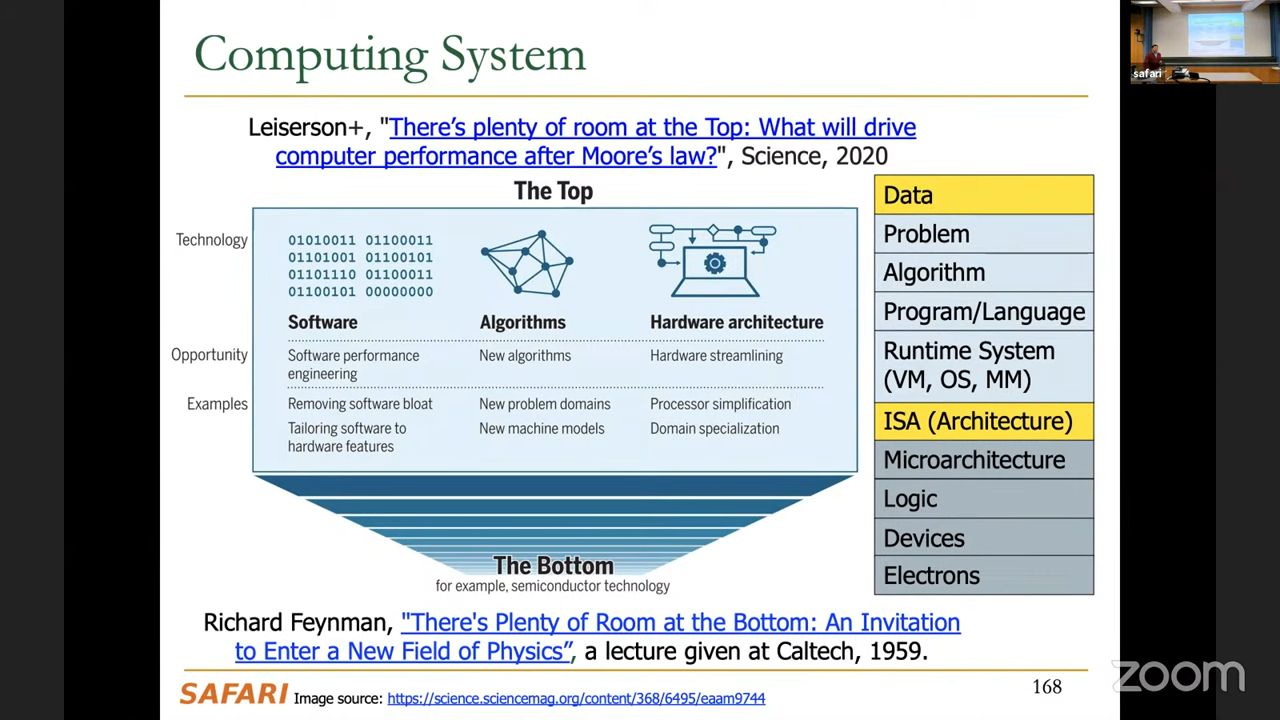 Computing System
safari
Leiserson+, "There's plenty of room at the Top: What will drive
computer performance after Moore's law?", Science, 2020
The Top
Technology
01010011 01100011
01101001 01100101
01101110 01100011
01100101 00000000
Software
Algorithms
Hardware architecture
Opportunity
Software performance
engineering
New algorithms
Hardware streamlining
Examples
Removing software bloat
New problem domains
Processor simplification
Tailoring software to
hardware features
New machine models
Domain specialization
The Bottom
for example, semiconductor technology
Data
Problem
Algorithm
Program/Language
Runtime System
(VM, OS, MM)
ISA (Architecture)
Microarchitecture
Logic
Devices
Electrons
Richard Feynman, "There's Plenty of Room at the Bottom: An Invitation
to Enter a New Field of Physics”, a lecture given at Caltech, 1959.
SAFARI
Image source: https://science.sciencemag.org/content/368/6495/eaam9744
168
zoom